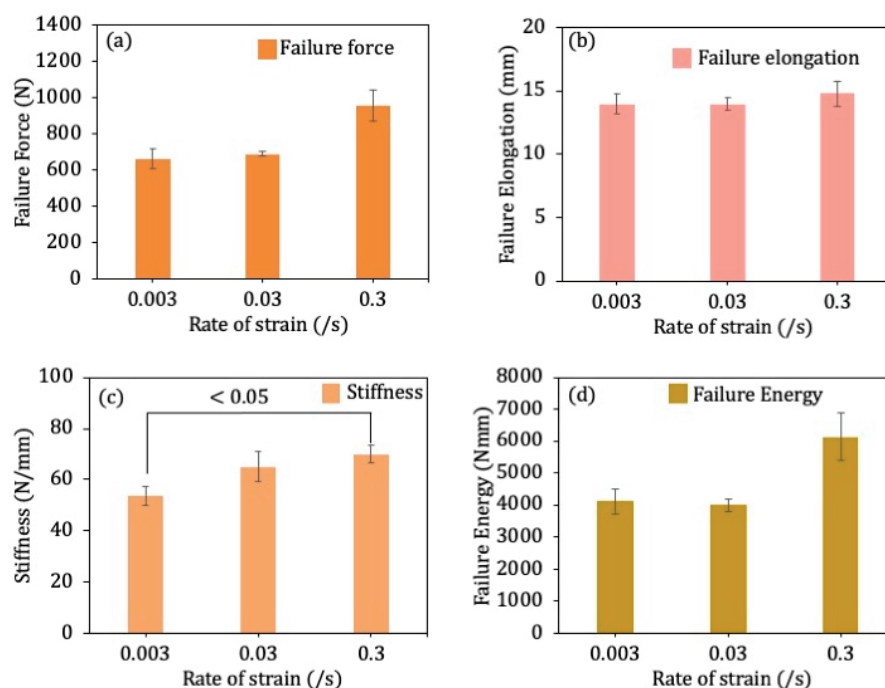 (a)
Failure force
Failure Force (N)
1400
1200
1000
800
600
400
200
0
0.003 0.03 0.3
Rate of strain (/s)
(b)
Failure elongation
Failure Elongation (mm)
20
15
10
5
0
0.003 0.03 0.3
Rate of strain (/s)
(c)
< 0.05
Stiffness
Stiffness (N/mm)
100
80
60
40
20
0
0.003 0.03 0.3
Rate of strain (/s)
(d)
Failure Energy
Failure Energy (Nmm)
8000
7000
6000
5000
4000
3000
2000
1000
0
0.003 0.03 0.3
Rate of strain (/s)